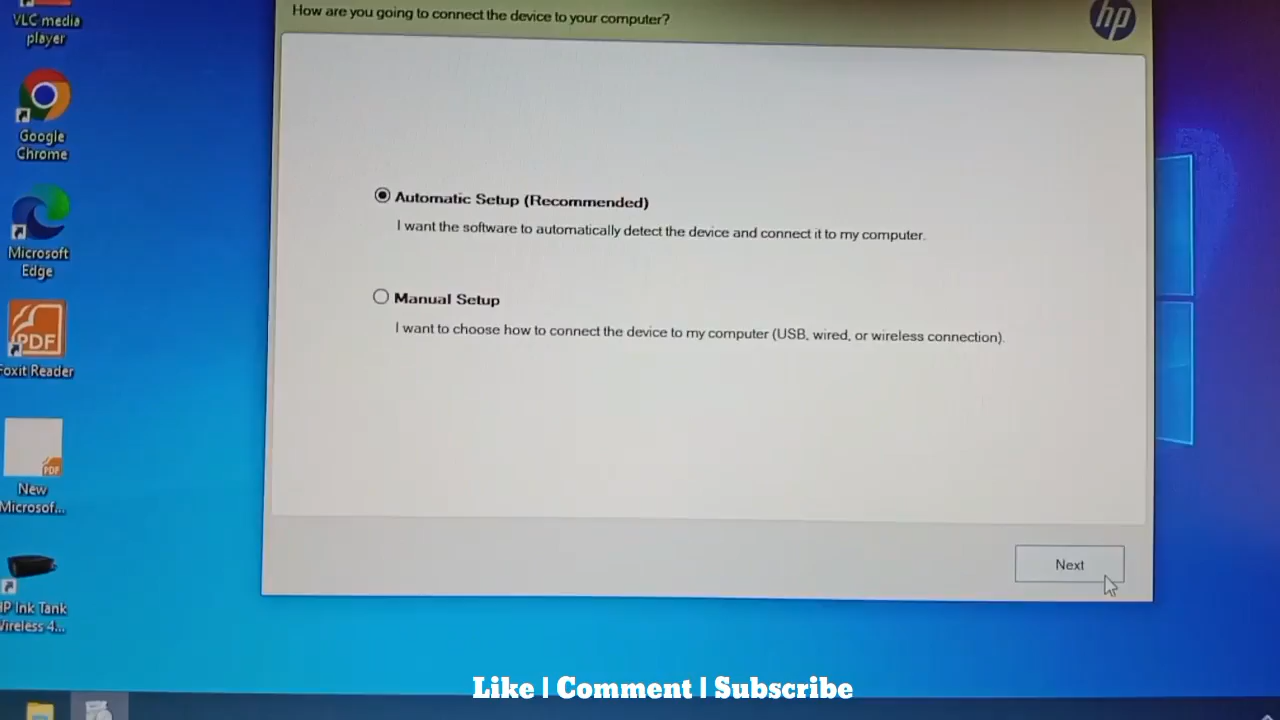 VLC media
player
Google
Chrome
Microsoft
Edge
PDF
Foxit Reader
PDF
New
Microsof...
HP Ink Tank
Wireless 4...
How are you going to connect the device to your computer?
hp
Automatic Setup (Recommended)
I want the software to automatically detect the device and connect it to my computer.
Manual Setup
I want to choose how to connect the device to my computer (USB, wired, or wireless connection).
Next
Like | Comment | Subscribe